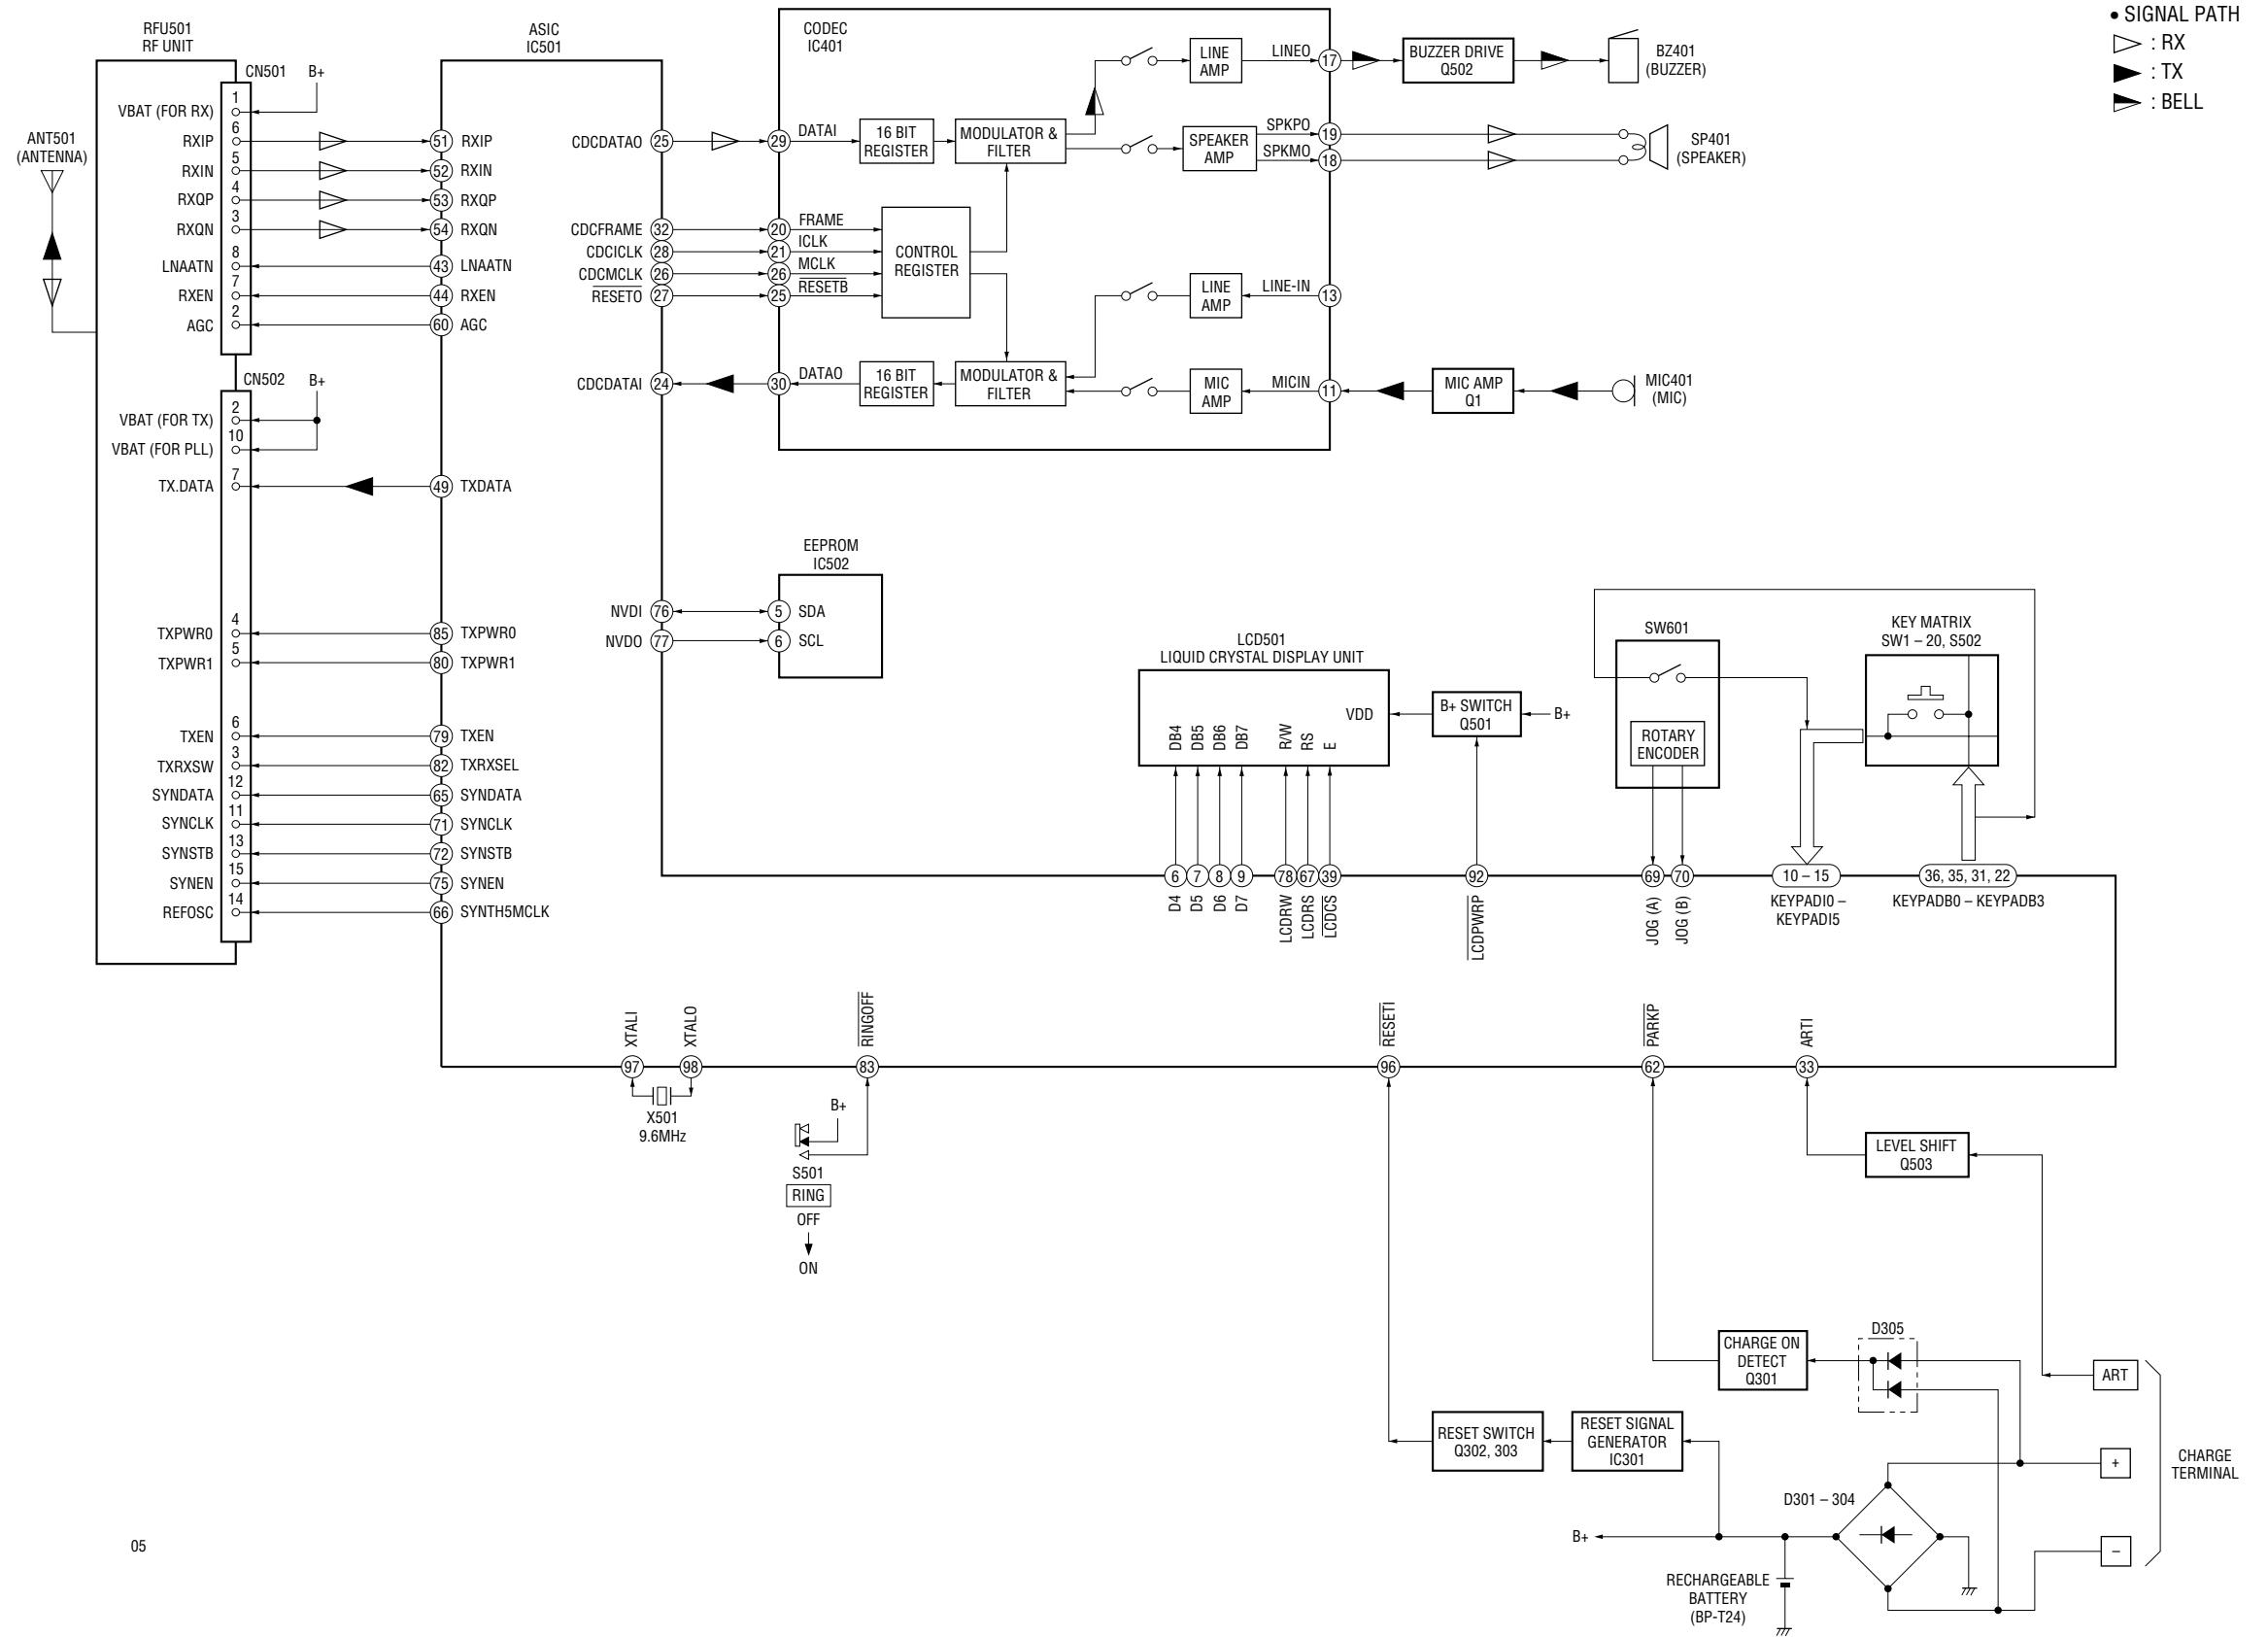 • SIGNAL PATH
: RX
: TX
: BELL
RFU501
RF UNIT
ANT501
(ANTENNA)
CN501
B+
1
VBAT (FOR RX)
6
RXIP
5
RXIN
4
RXQP
3
RXQN
8
LNAATN
7
RXEN
2
AGC
CN502
B+
2
VBAT (FOR TX)
10
VBAT (FOR PLL)
7
TX.DATA
4
TXPWR0
5
TXPWR1
6
TXEN
3
TXRXSW
12
SYNDATA
11
SYNCLK
13
SYNSTB
15
SYNEN
14
REFOSC
ASIC
IC501
51 RXIP
52 RXIN
53 RXQP
54 RXQN
43 LNAATN
44 RXEN
60 AGC
49 TXDATA
85 TXPWR0
80 TXPWR1
79 TXEN
82 TXRXSEL
65 SYNDATA
71 SYNCLK
72 SYNSTB
75 SYNEN
66 SYNTH5MCLK
CDCDATAO 25
CDCFRAME 32
CDCICLK 28
CDCMCLK 26
RESETO 27
CDCDATAI 24
NVDI 76
NVDO 77
CODEC
IC401
29 DATAI
20 FRAME
21 ICLK
26 MCLK
25 RESETB
30 DATAO
16 BIT
REGISTER
MODULATOR &
FILTER
LINE
AMP
LINEO 17
SPEAKER
AMP
SPKPO 19
SPKMO 18
CONTROL
REGISTER
LINE
AMP
LINE-IN 13
16 BIT
REGISTER
MODULATOR &
FILTER
MIC
AMP
MICIN 11
BUZZER DRIVE
Q502
BZ401
(BUZZER)
SP401
(SPEAKER)
MIC AMP
Q1
MIC401
(MIC)
EEPROM
IC502
5 SDA
6 SCL
LCD501
LIQUID CRYSTAL DISPLAY UNIT
DB4
DB5
DB6
DB7
R/W
RS
E
VDD
B+ SWITCH
Q501
B+
SW601
ROTARY
ENCODER
KEY MATRIX
SW1 – 20, S502
6
7
8
9
78
67
39
92
69
70
10 – 15
36, 35, 31, 22
D4
D5
D6
D7
LCDRW
LCDRS
LCDCS
LCDPWRP
JOG (A)
JOG (B)
KEYPADI0 –
KEYPADI5
KEYPADB0 – KEYPADB3
XTALI
XTALO
RINGOFF
RESETI
PARKP
ARTI
97
98
83
96
62
33
X501
9.6MHz
B+
S501
RING
OFF
ON
LEVEL SHIFT
Q503
CHARGE ON
DETECT
Q301
D305
ART
RESET SWITCH
Q302, 303
RESET SIGNAL
GENERATOR
IC301
+
CHARGE
TERMINAL
D301 – 304
B+
–
RECHARGEABLE
BATTERY
(BP-T24)
05